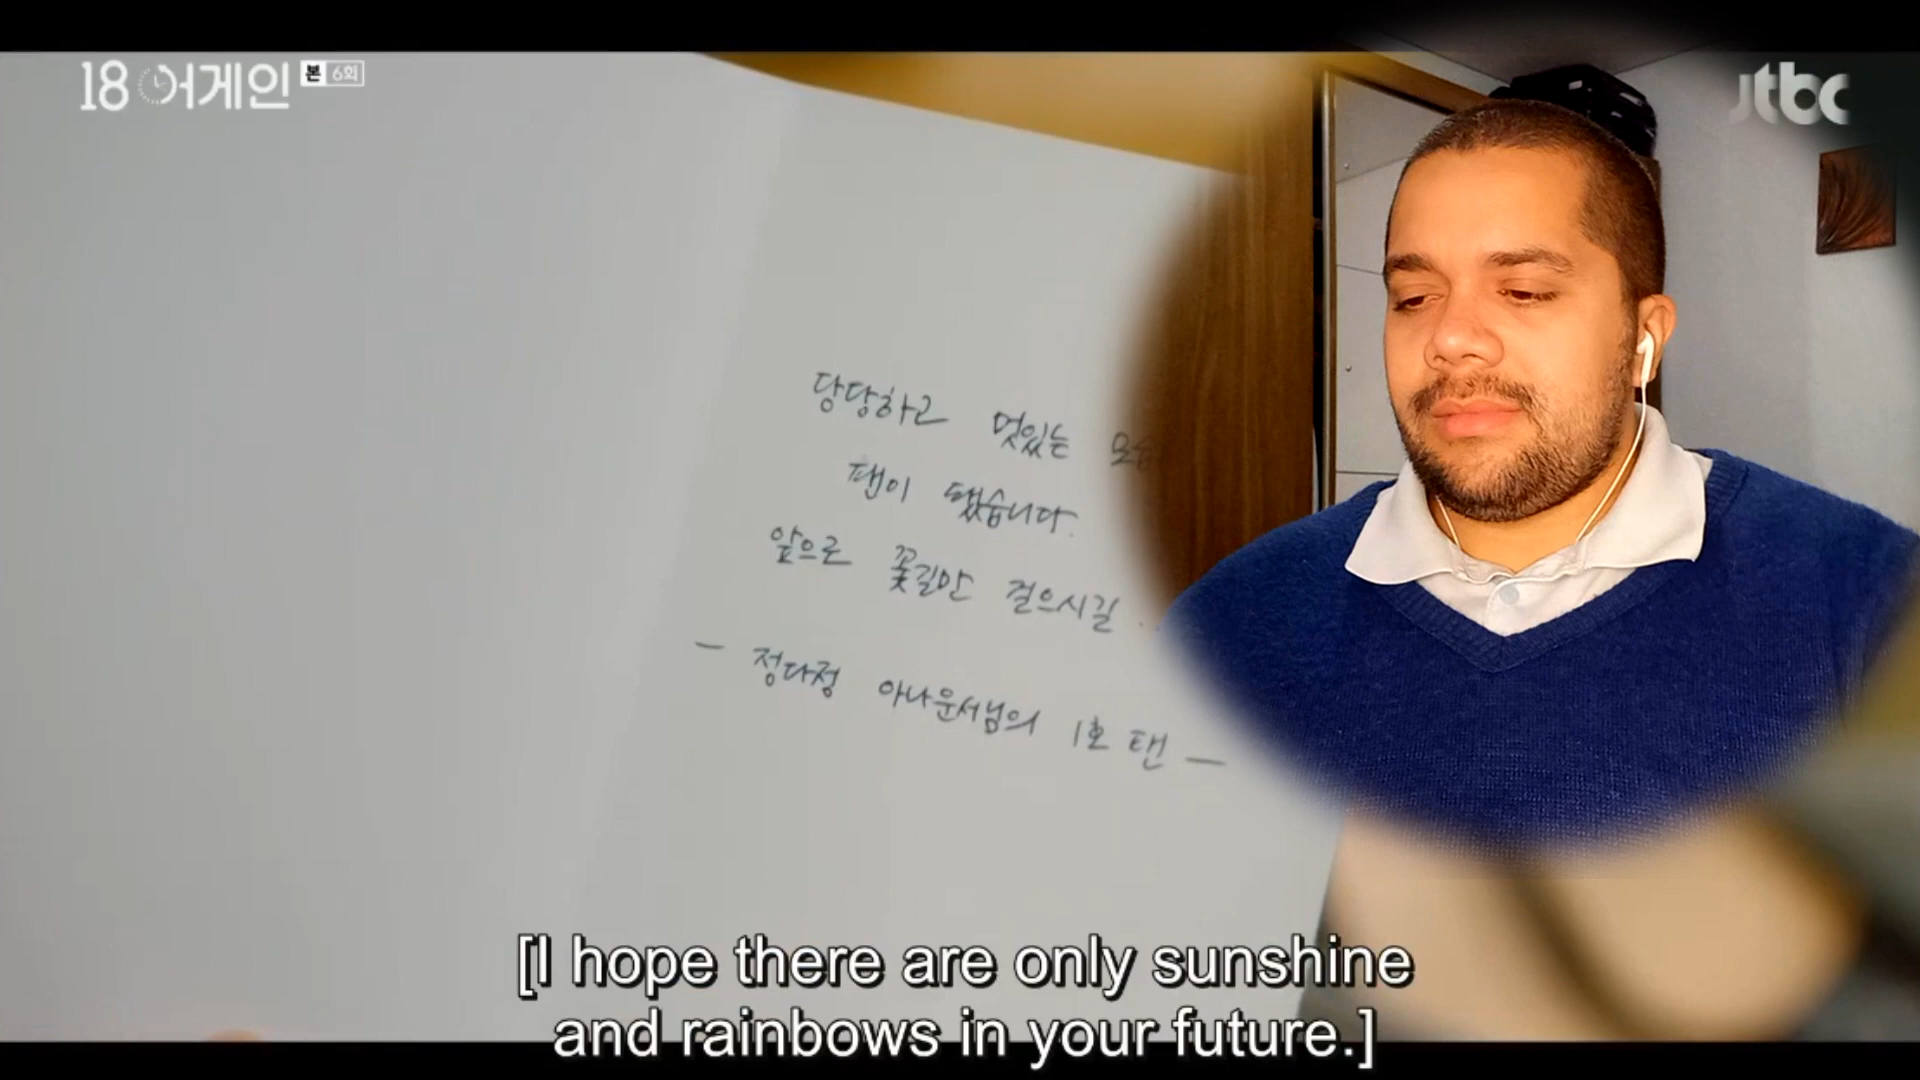 18 어게인 본 6회
jtbc
당당하고 멋있는
팬이 됐습니다.
앞으로 꽃길만 걸으시길.
- 정다정 아나운서님의 1호 팬 -
[I hope there are only sunshine
and rainbows in your future.]